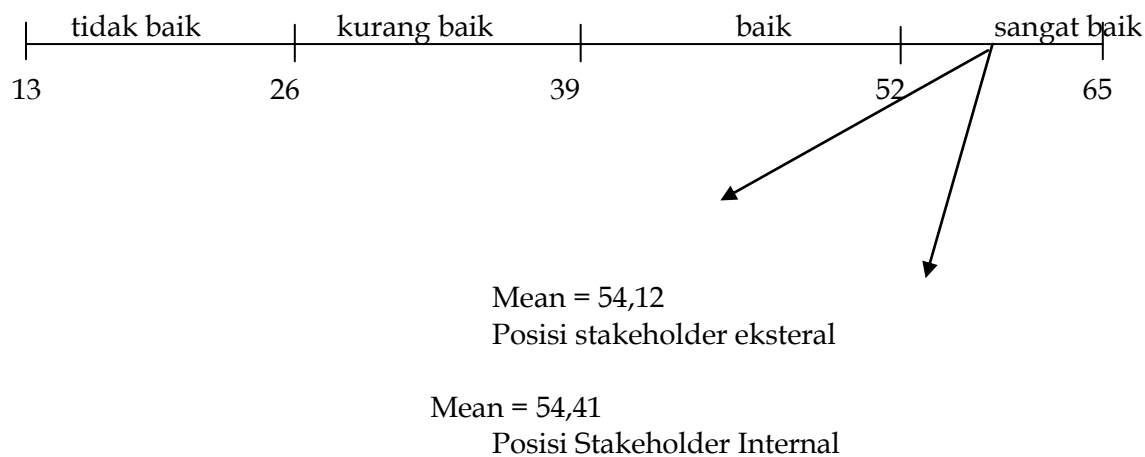 tidak baik kurang baik baik sangat baik
13 26 39 52 65
Mean = 54,12
Posisi stakeholder eksteral
Mean = 54,41
Posisi Stakeholder Internal